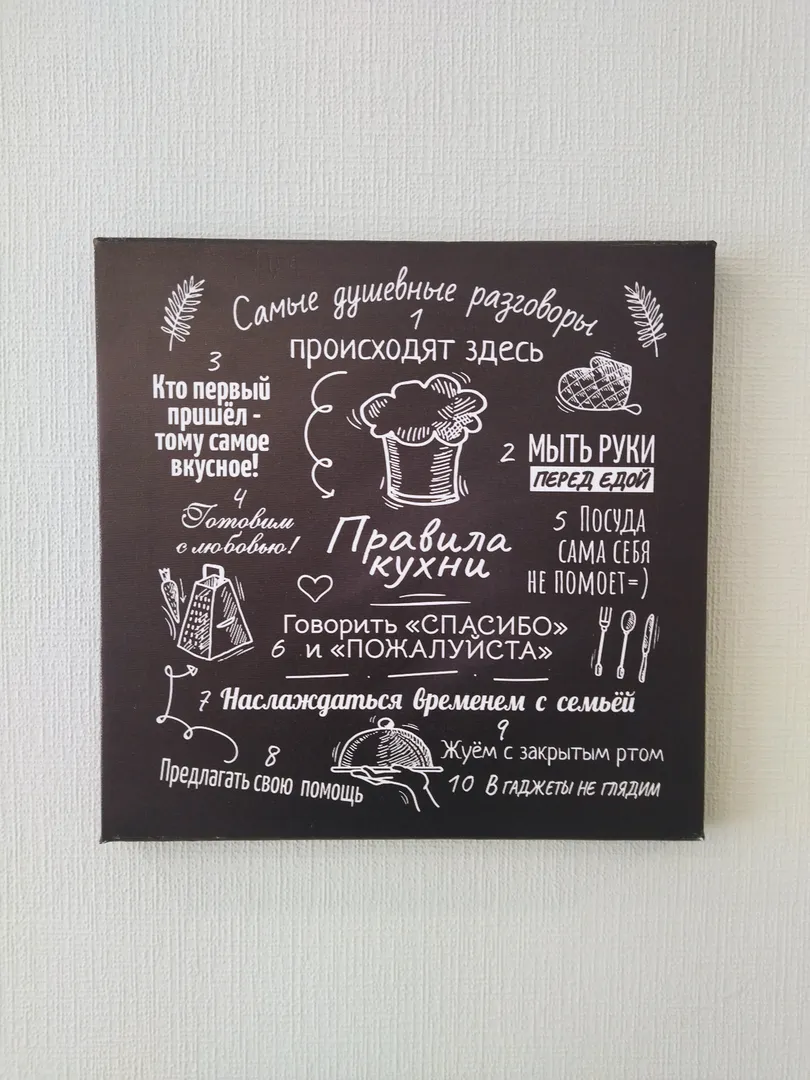 Самые душевные разговоры
1
происходят здесь
3
Кто первый
пришёл -
тому самое
вкусное!
2 МЫТЬ РУКИ
ПЕРЕД ЕДОЙ
4
Готовим
с любовью!
Правила
кухни
5 ПОСУДА
САМА СЕБЯ
НЕ ПОМОЕТ=)
Говорить «СПАСИБО»
6 и «ПОЖАЛУЙСТА»
7 Наслаждаться временем с семьёй
8
Предлагать свою помощь
9
Жуём с закрытым ртом
10 В ГАДЖЕТЫ НЕ ГЛЯДИМ